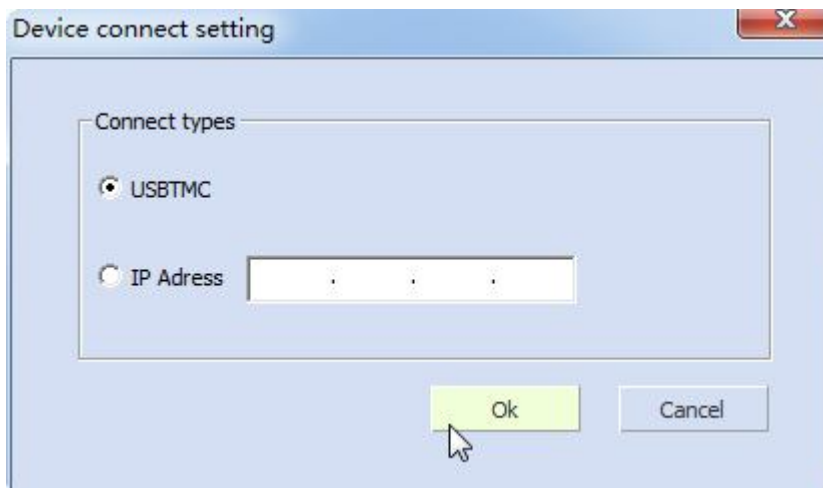 Device connect setting
Connect types
USBTMC
IP Adress . . .
Ok Cancel